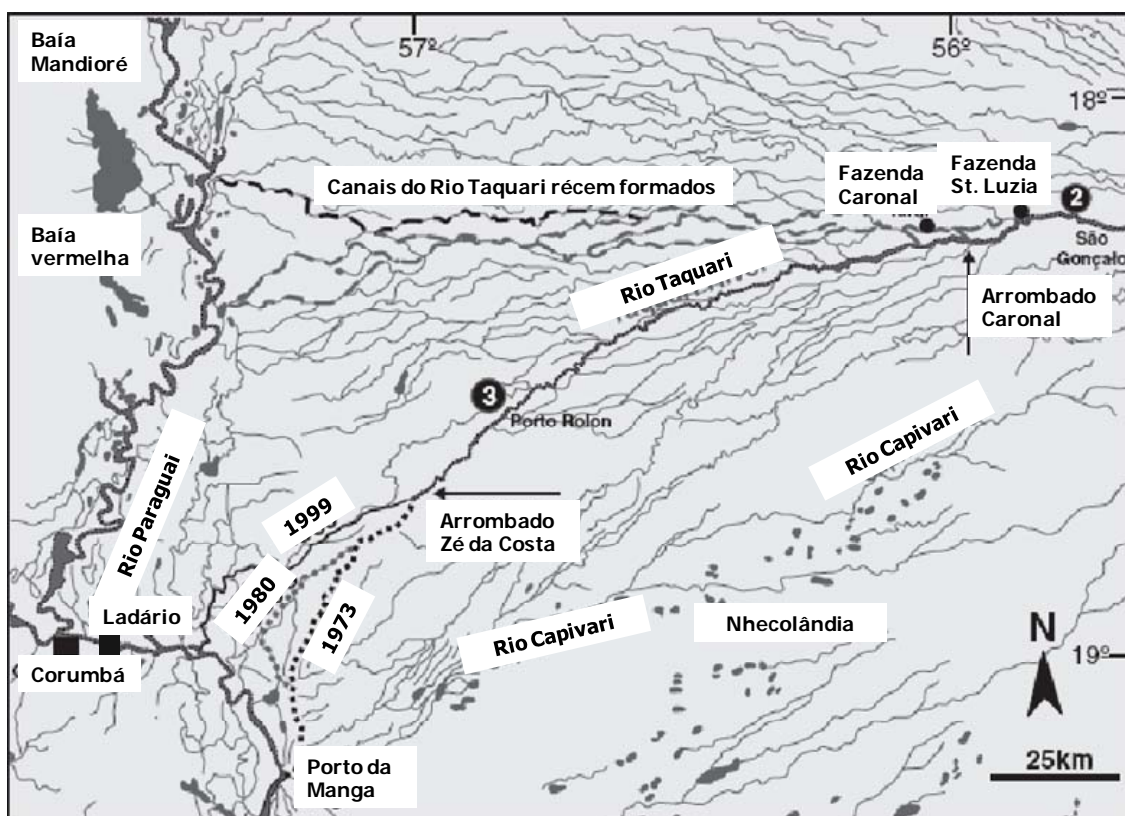 Baía
Mandioré
57º
56º
18º
Canais do Rio Taquari récem formados
Fazenda
Caronal
Fazenda
St. Luzia
2
São
Gonçalo
Baía
vermelha
Rio Taquari
Arrombado
Caronal
3
Porto Rolon
Rio Capivari
Rio Paraguai
1999
Arrombado
Zé da Costa
1980
1973
Ladário
Rio Capivari
Nhecolândia
N
19º
Corumbá
Porto da
Manga
25km